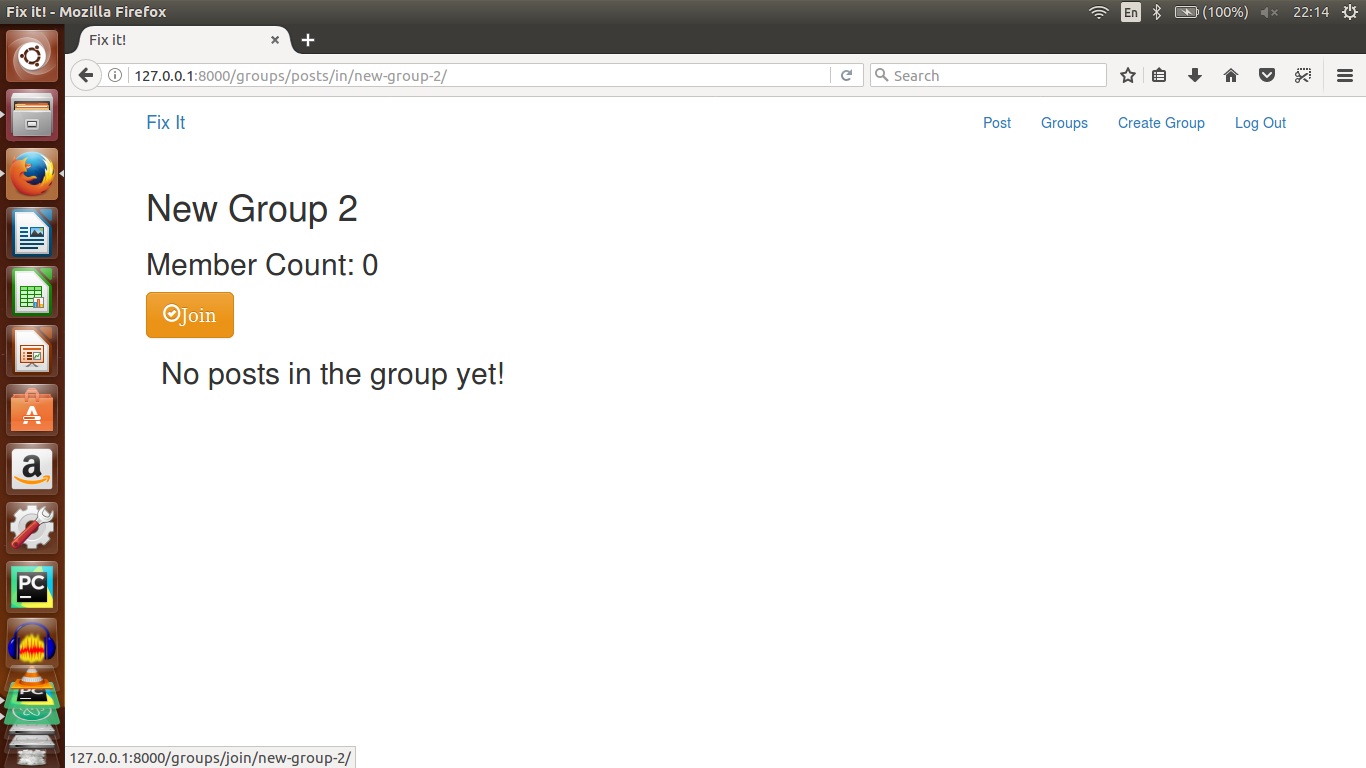 Fix it! - Mozilla Firefox
En
(100%)
22:14
Fix it!
127.0.0.1:8000/groups/posts/in/new-group-2/
Search
Fix It
Post Groups Create Group Log Out
New Group 2
Member Count: 0
Join
No posts in the group yet!
A
a
PC
PC
127.0.0.1:8000/groups/join/new-group-2/